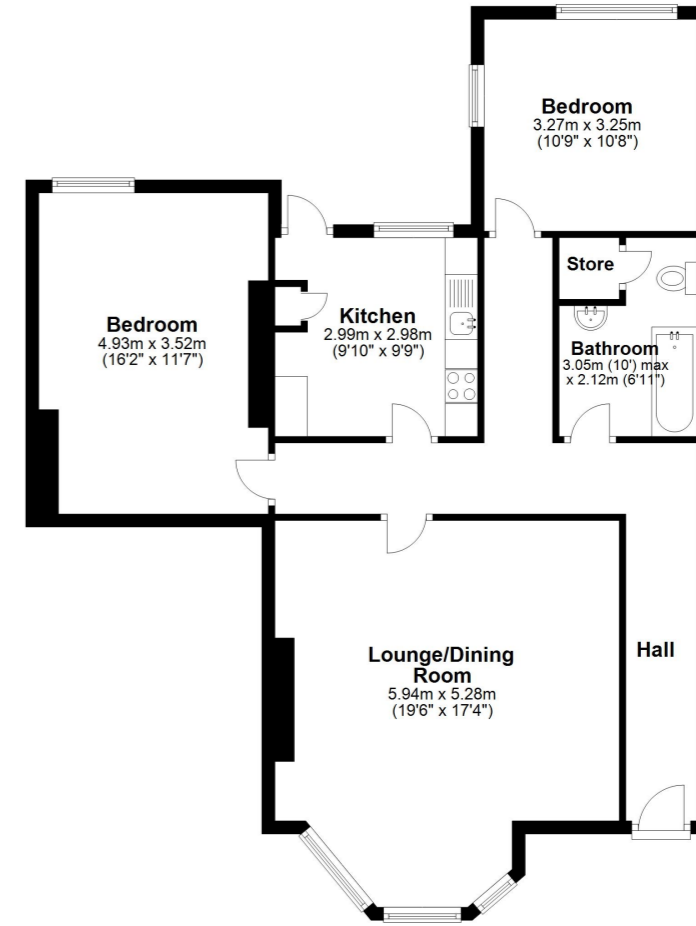 Bedroom
3.27m x 3.25m
(10'9" x 10'8")
Store
Bedroom
4.93m x 3.52m
(16'2" x 11'7")
Kitchen
2.99m x 2.98m
(9'10" x 9'9")
Bathroom
3.05m (10') max
x 2.12m (6'11")
Lounge/Dining
Room
5.94m x 5.28m
(19'6" x 17'4")
Hall